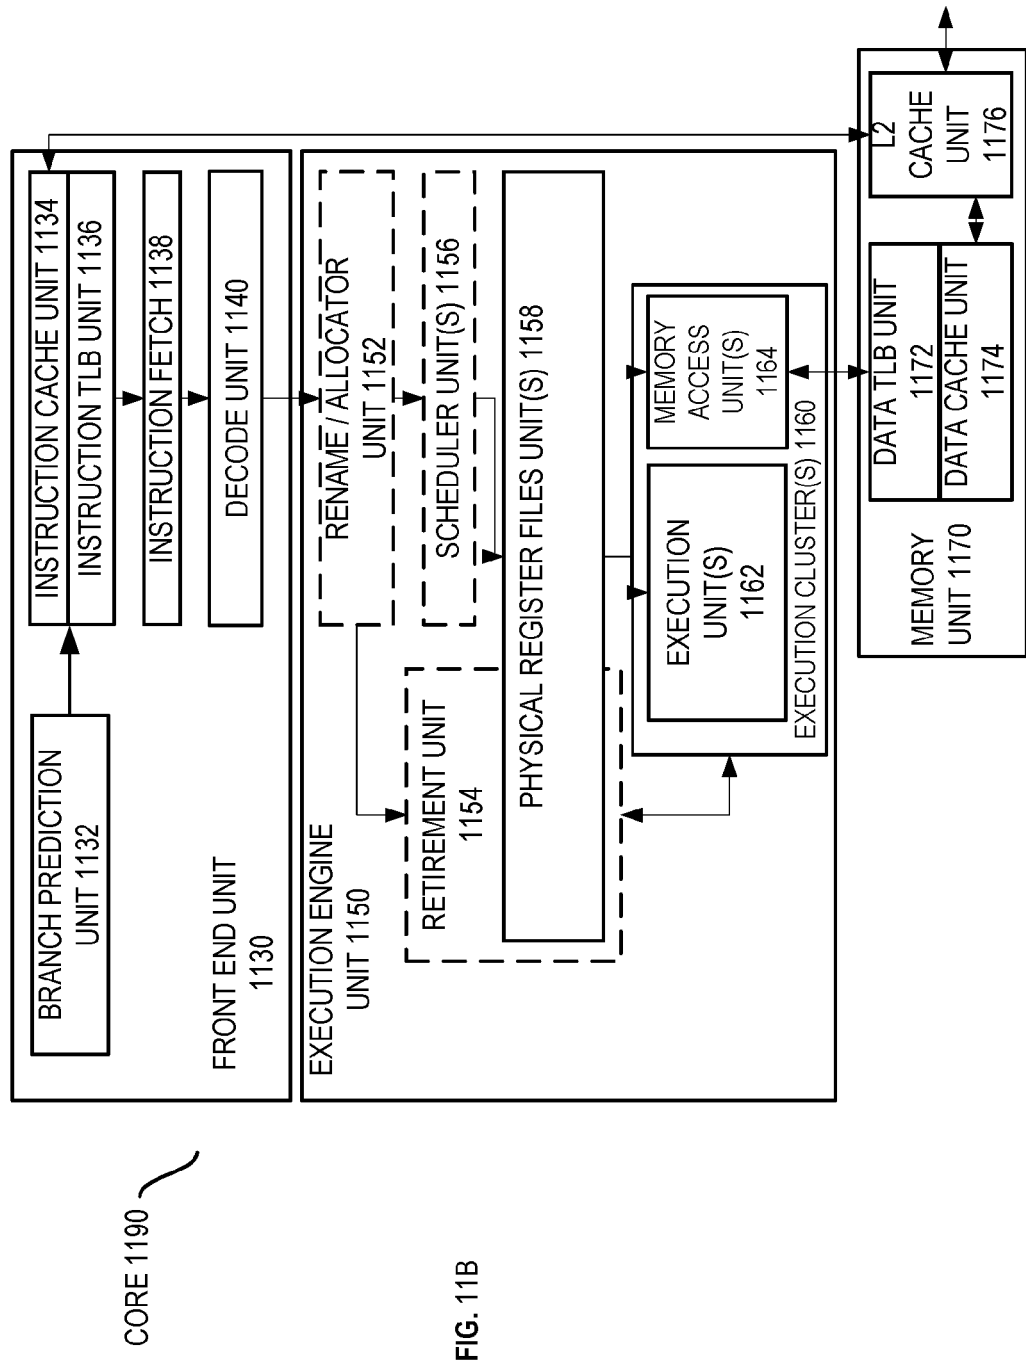 CORE 1190
FRONT END UNIT
1130
BRANCH PREDICTION
UNIT 1132
INSTRUCTION CACHE UNIT 1134
INSTRUCTION TLB UNIT 1136
INSTRUCTION FETCH 1138
DECODE UNIT 1140
EXECUTION ENGINE
UNIT 1150
RENAME / ALLOCATOR
UNIT 1152
RETIREMENT UNIT
1154
SCHEDULER UNIT(S) 1156
PHYSICAL REGISTER FILES UNIT(S) 1158
EXECUTION
UNIT(S)
1162
MEMORY
ACCESS
UNIT(S)
1164
EXECUTION CLUSTER(S) 1160
MEMORY
UNIT 1170
DATA TLB UNIT
1172
DATA CACHE UNIT
1174
L2
CACHE
UNIT
1176
FIG. 11B